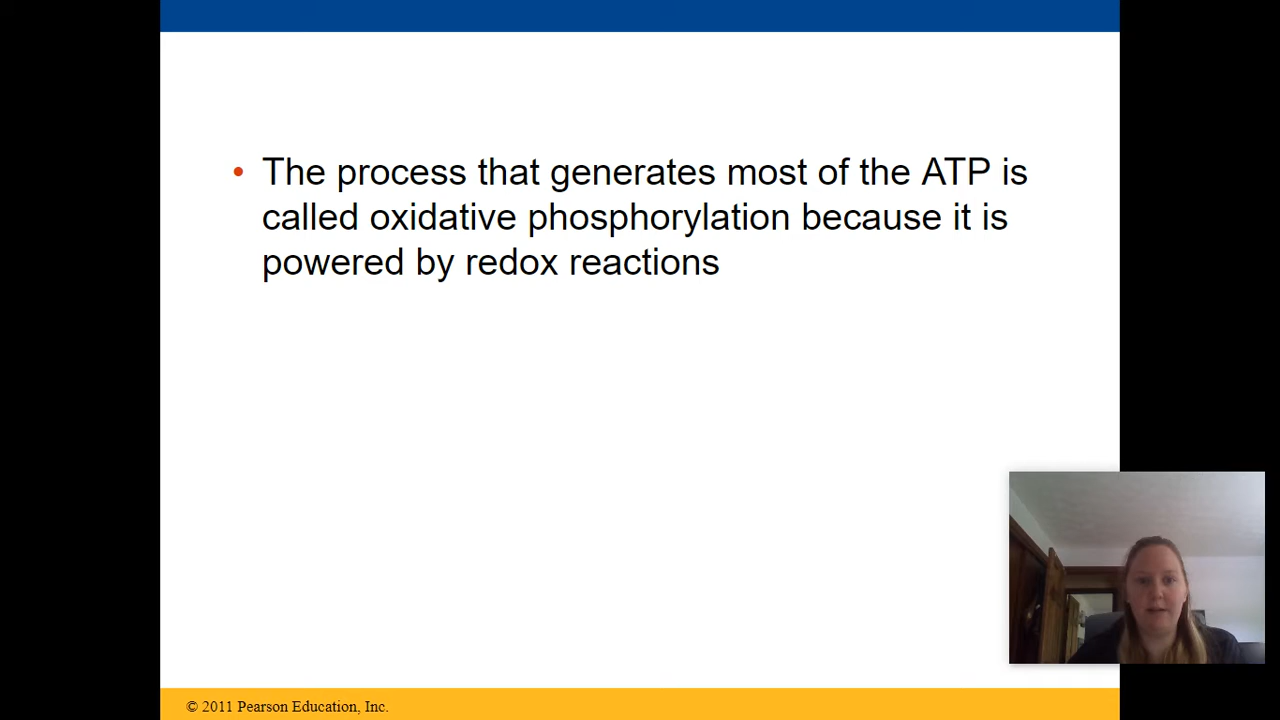 • The process that generates most of the ATP is
called oxidative phosphorylation because it is
powered by redox reactions
© 2011 Pearson Education, Inc.